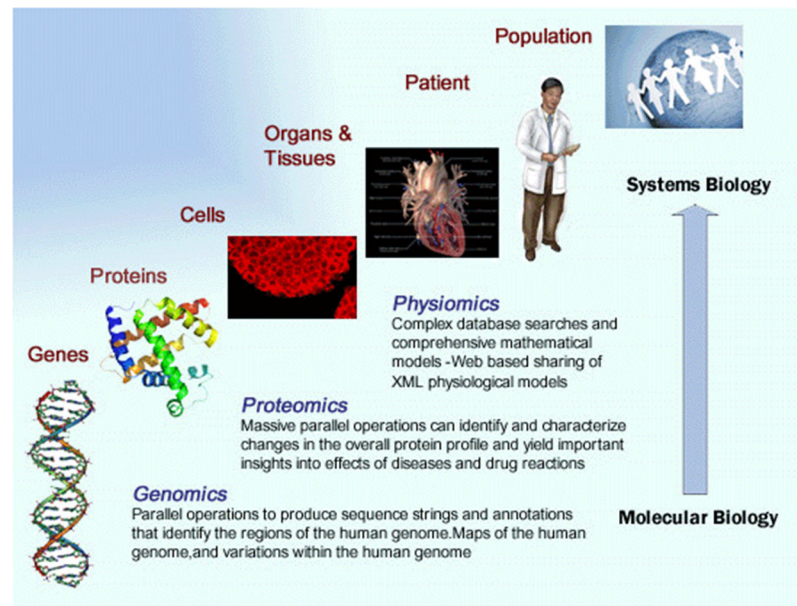 Population
Patient
Organs &
Tissues
Systems Biology
Cells
Proteins
Physiomics
Complex database searches and
comprehensive mathematical
models -Web based sharing of
XML physiological models
Genes
Proteomics
Massive parallel operations can identify and characterize
changes in the overall protein profile and yield important
insights into effects of diseases and drug reactions
Genomics
Parallel operations to produce sequence strings and annotations
that identify the regions of the human genome.Maps of the human
genome,and variations within the human genome
Molecular Biology